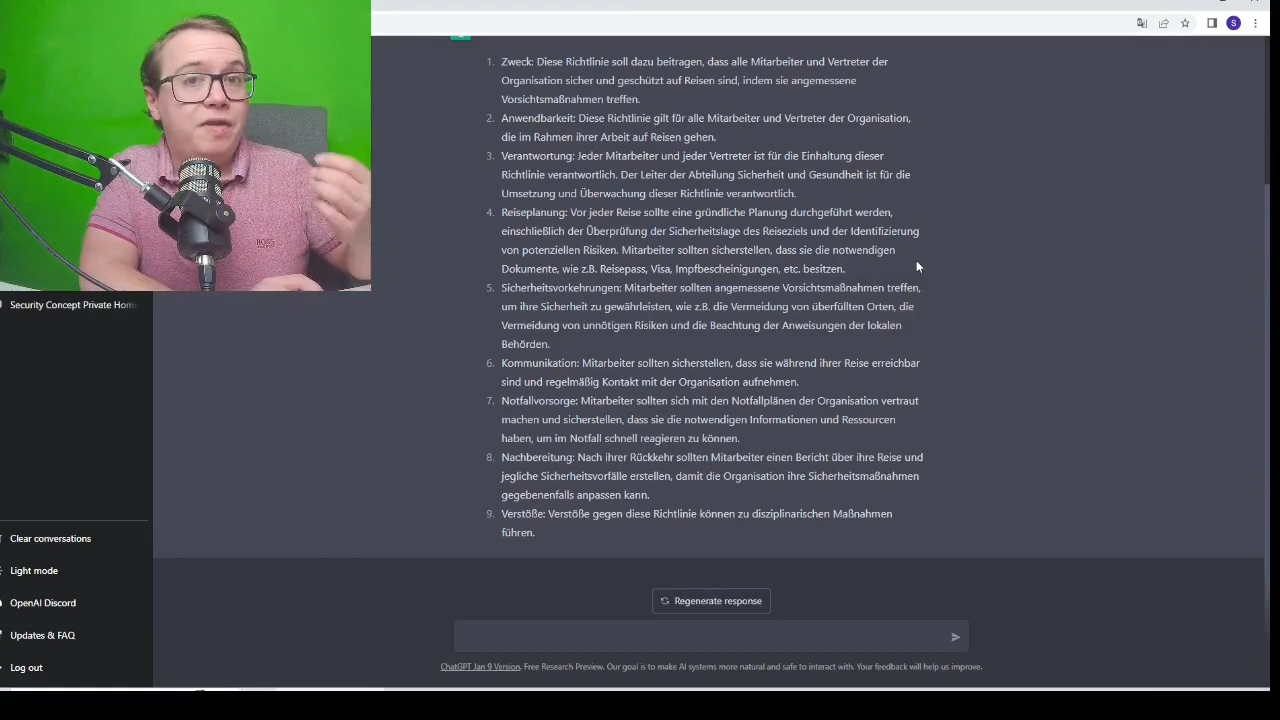 S
1. Zweck: Diese Richtlinie soll dazu beitragen, dass alle Mitarbeiter und Vertreter der
Organisation sicher und geschützt auf Reisen sind, indem sie angemessene
Vorsichtsmaßnahmen treffen.
2. Anwendbarkeit: Diese Richtlinie gilt für alle Mitarbeiter und Vertreter der Organisation,
die im Rahmen ihrer Arbeit auf Reisen gehen.
3. Verantwortung: Jeder Mitarbeiter und jeder Vertreter ist für die Einhaltung dieser
Richtlinie verantwortlich. Der Leiter der Abteilung Sicherheit und Gesundheit ist für die
Umsetzung und Überwachung dieser Richtlinie verantwortlich.
4. Reiseplanung: Vor jeder Reise sollte eine gründliche Planung durchgeführt werden,
einschließlich der Überprüfung der Sicherheitslage des Reiseziels und der Identifizierung
von potenziellen Risiken. Mitarbeiter sollten sicherstellen, dass sie die notwendigen
Dokumente, wie z.B. Reisepass, Visa, Impfbescheinigungen, etc. besitzen.
5. Sicherheitsvorkehrungen: Mitarbeiter sollten angemessene Vorsichtsmaßnahmen treffen,
um ihre Sicherheit zu gewährleisten, wie z.B. die Vermeidung von überfüllten Orten, die
Vermeidung von unnötigen Risiken und die Beachtung der Anweisungen der lokalen
Behörden.
6. Kommunikation: Mitarbeiter sollten sicherstellen, dass sie während ihrer Reise erreichbar
sind und regelmäßig Kontakt mit der Organisation aufnehmen.
7. Notfallvorsorge: Mitarbeiter sollten sich mit den Notfallplänen der Organisation vertraut
machen und sicherstellen, dass sie die notwendigen Informationen und Ressourcen
haben, um im Notfall schnell reagieren zu können.
8. Nachbereitung: Nach ihrer Rückkehr sollten Mitarbeiter einen Bericht über ihre Reise und
jegliche Sicherheitsvorfälle erstellen, damit die Organisation ihre Sicherheitsmaßnahmen
gegebenenfalls anpassen kann.
9. Verstöße: Verstöße gegen diese Richtlinie können zu disziplinarischen Maßnahmen
führen.
BOSS
Security Concept Private Hom
Clear conversations
Light mode
OpenAI Discord
Updates & FAQ
Log out
Regenerate response
ChatGPT Jan 9 Version. Free Research Preview. Our goal is to make AI systems more natural and safe to interact with. Your feedback will help us improve.